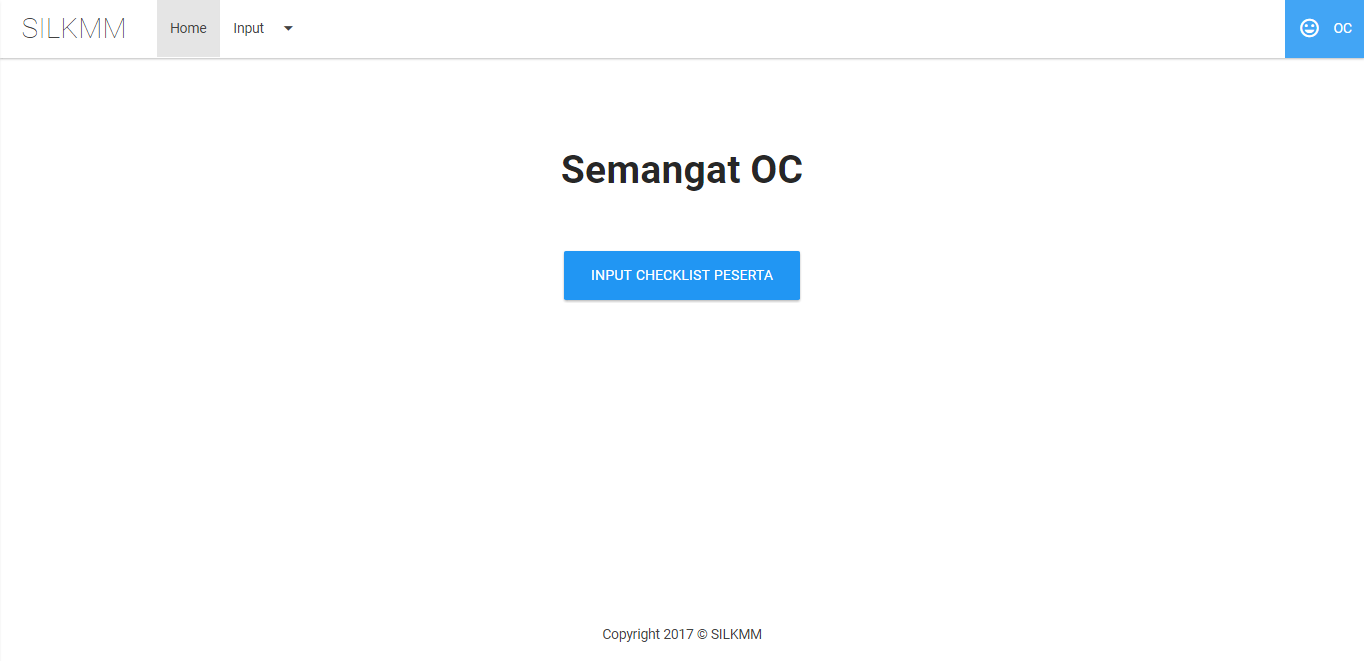 SILKMM
Home
Input
OC
Semangat OC
INPUT CHECKLIST PESERTA
Copyright 2017 © SILKMM